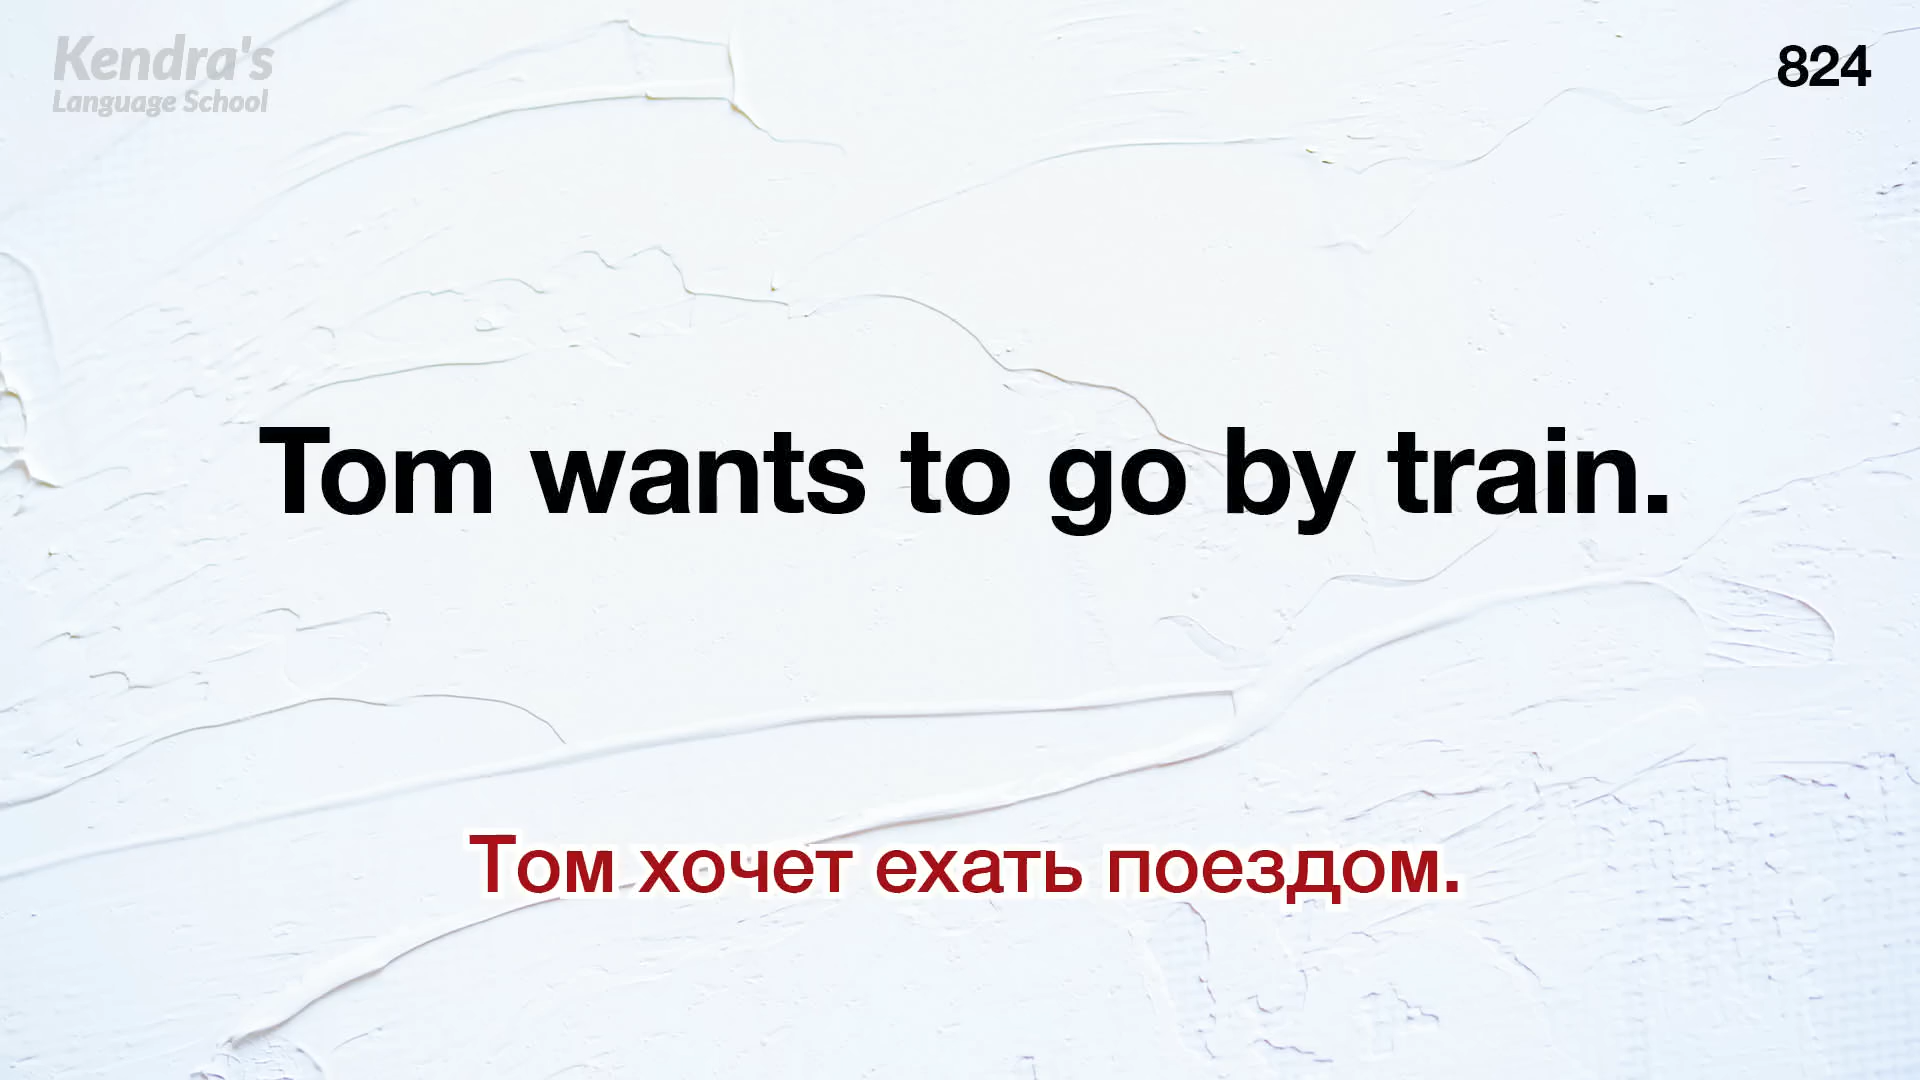 Kendra's
Language School
824
Tom wants to go by train.
Том хочет ехать поездом.